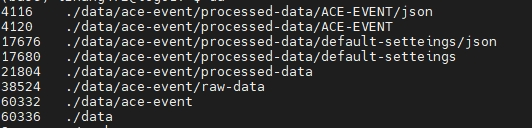 4116 ./data/ace-event/processed-data/ACE-EVENT/json
4120 ./data/ace-event/processed-data/ACE-EVENT
17676 ./data/ace-event/processed-data/default-setteings/json
17680 ./data/ace-event/processed-data/default-setteings
21804 ./data/ace-event/processed-data
38524 ./data/ace-event/raw-data
60332 ./data/ace-event
60336 ./data